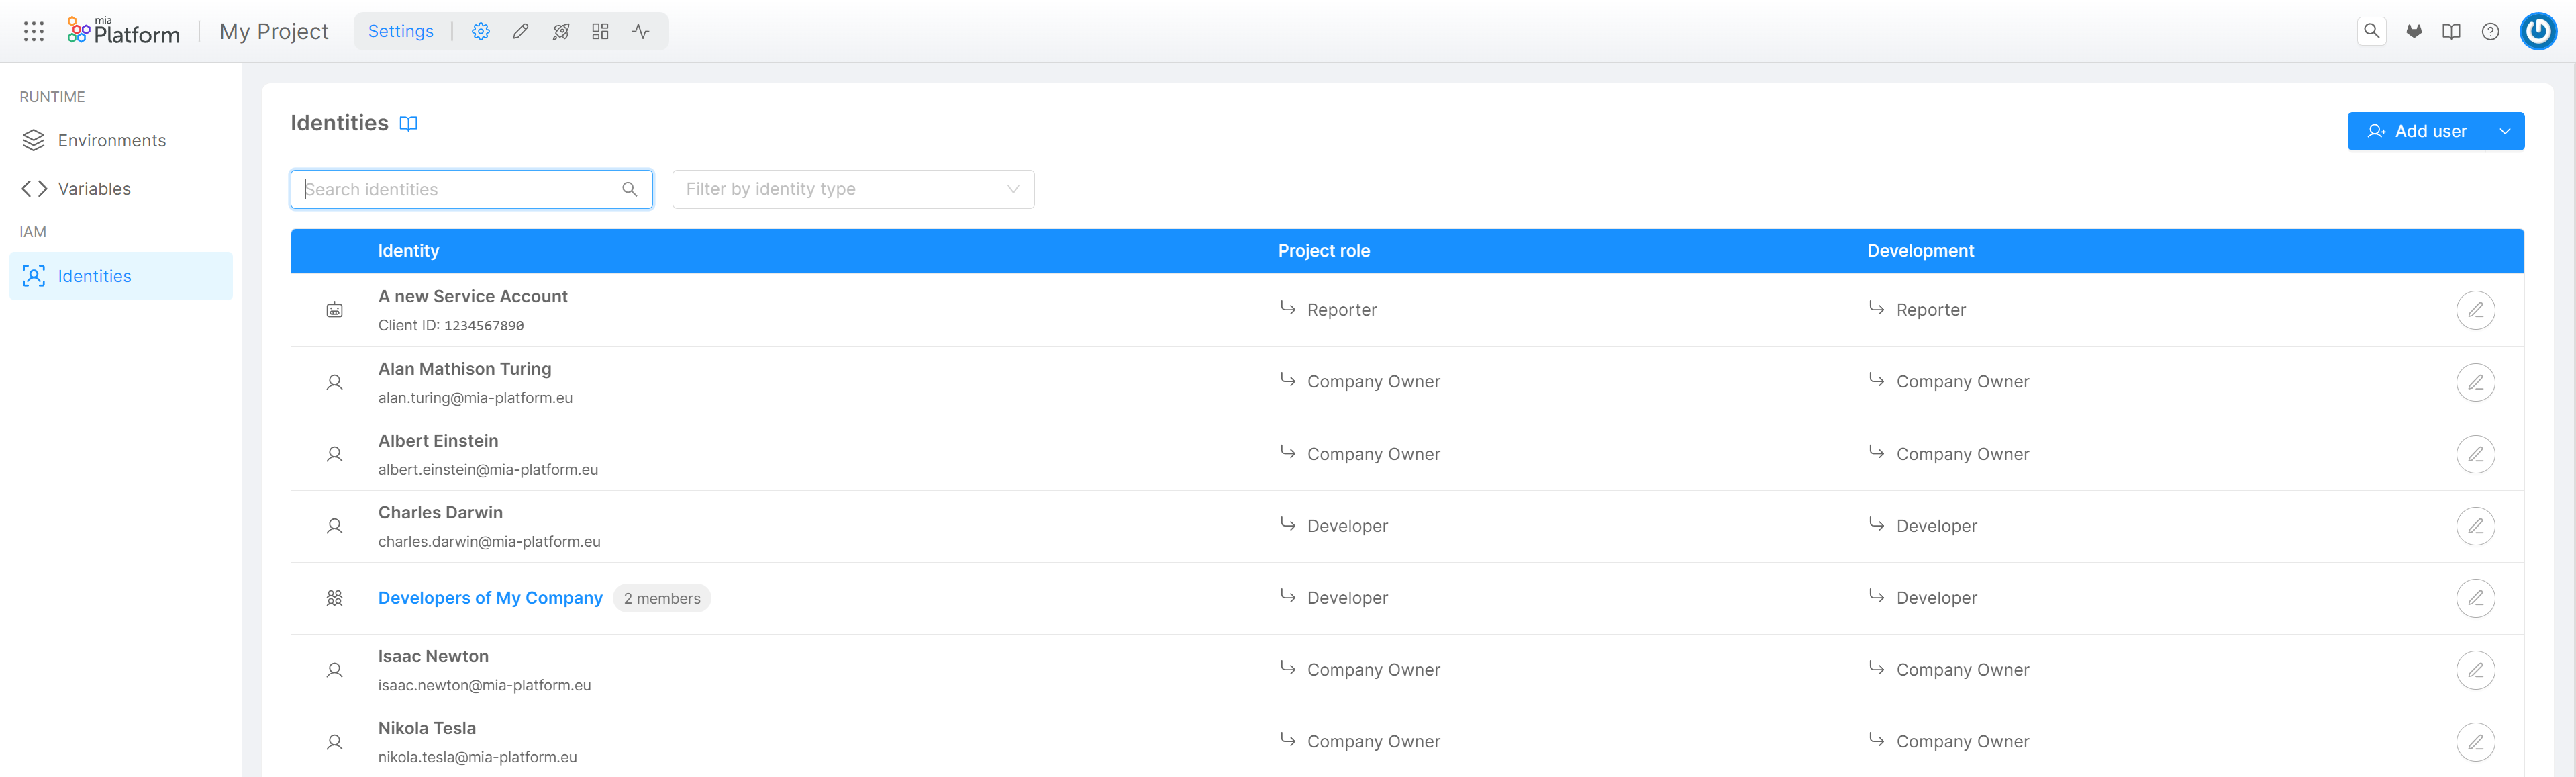 mia
Platform
My Project
Settings
RUNTIME
Environments
Variables
IAM
Identities
Identities
Add user
Search identities
Filter by identity type
Identity Project role Development
A new Service Account
Client ID: 1234567890
Reporter Reporter
Alan Mathison Turing
alan.turing@mia-platform.eu
Company Owner Company Owner
Albert Einstein
albert.einstein@mia-platform.eu
Company Owner Company Owner
Charles Darwin
charles.darwin@mia-platform.eu
Developer Developer
Developers of My Company 2 members Developer Developer
Isaac Newton
isaac.newton@mia-platform.eu
Company Owner Company Owner
Nikola Tesla
nikola.tesla@mia-platform.eu
Company Owner Company Owner